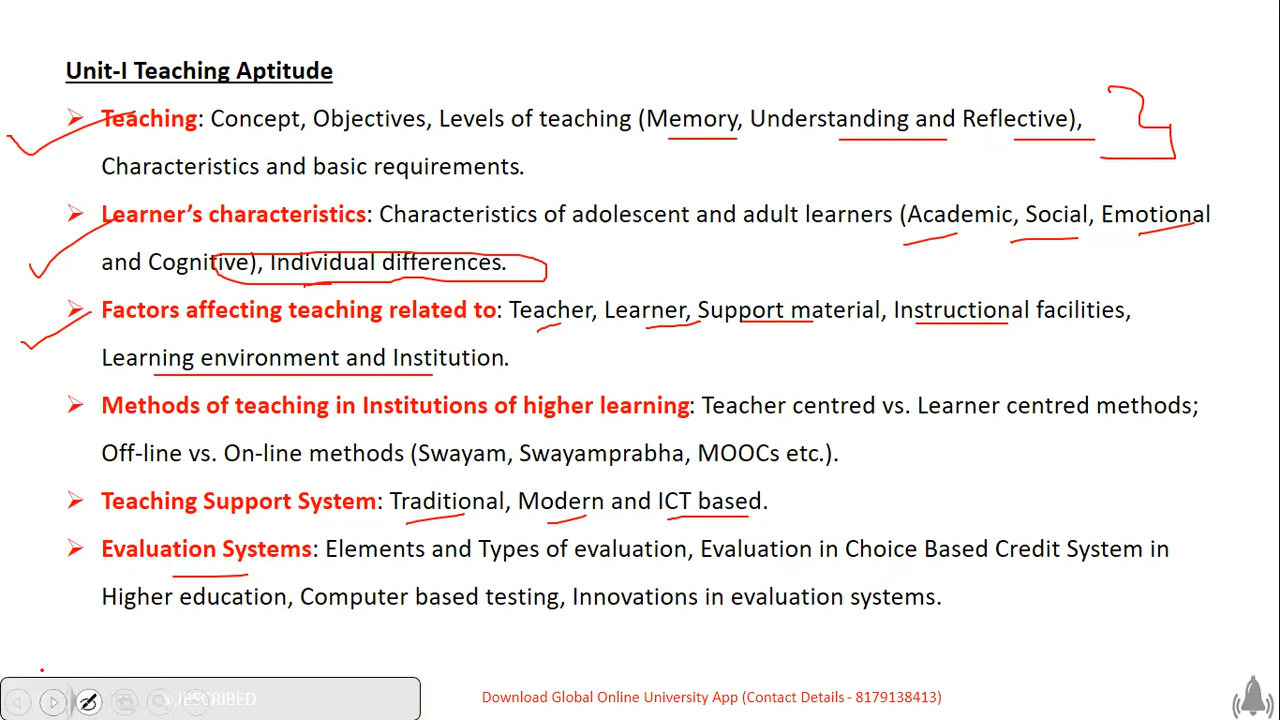 Unit-I Teaching Aptitude
Teaching: Concept, Objectives, Levels of teaching (Memory, Understanding and Reflective),
Characteristics and basic requirements.
Learner’s characteristics: Characteristics of adolescent and adult learners (Academic, Social, Emotional
and Cognitive), Individual differences.
Factors affecting teaching related to: Teacher, Learner, Support material, Instructional facilities,
Learning environment and Institution.
Methods of teaching in Institutions of higher learning: Teacher centred vs. Learner centred methods;
Off-line vs. On-line methods (Swayam, Swayamprabha, MOOCs etc.).
Teaching Support System: Traditional, Modern and ICT based.
Evaluation Systems: Elements and Types of evaluation, Evaluation in Choice Based Credit System in
Higher education, Computer based testing, Innovations in evaluation systems.
SUBSCRIBED
Download Global Online University App (Contact Details - 8179138413)